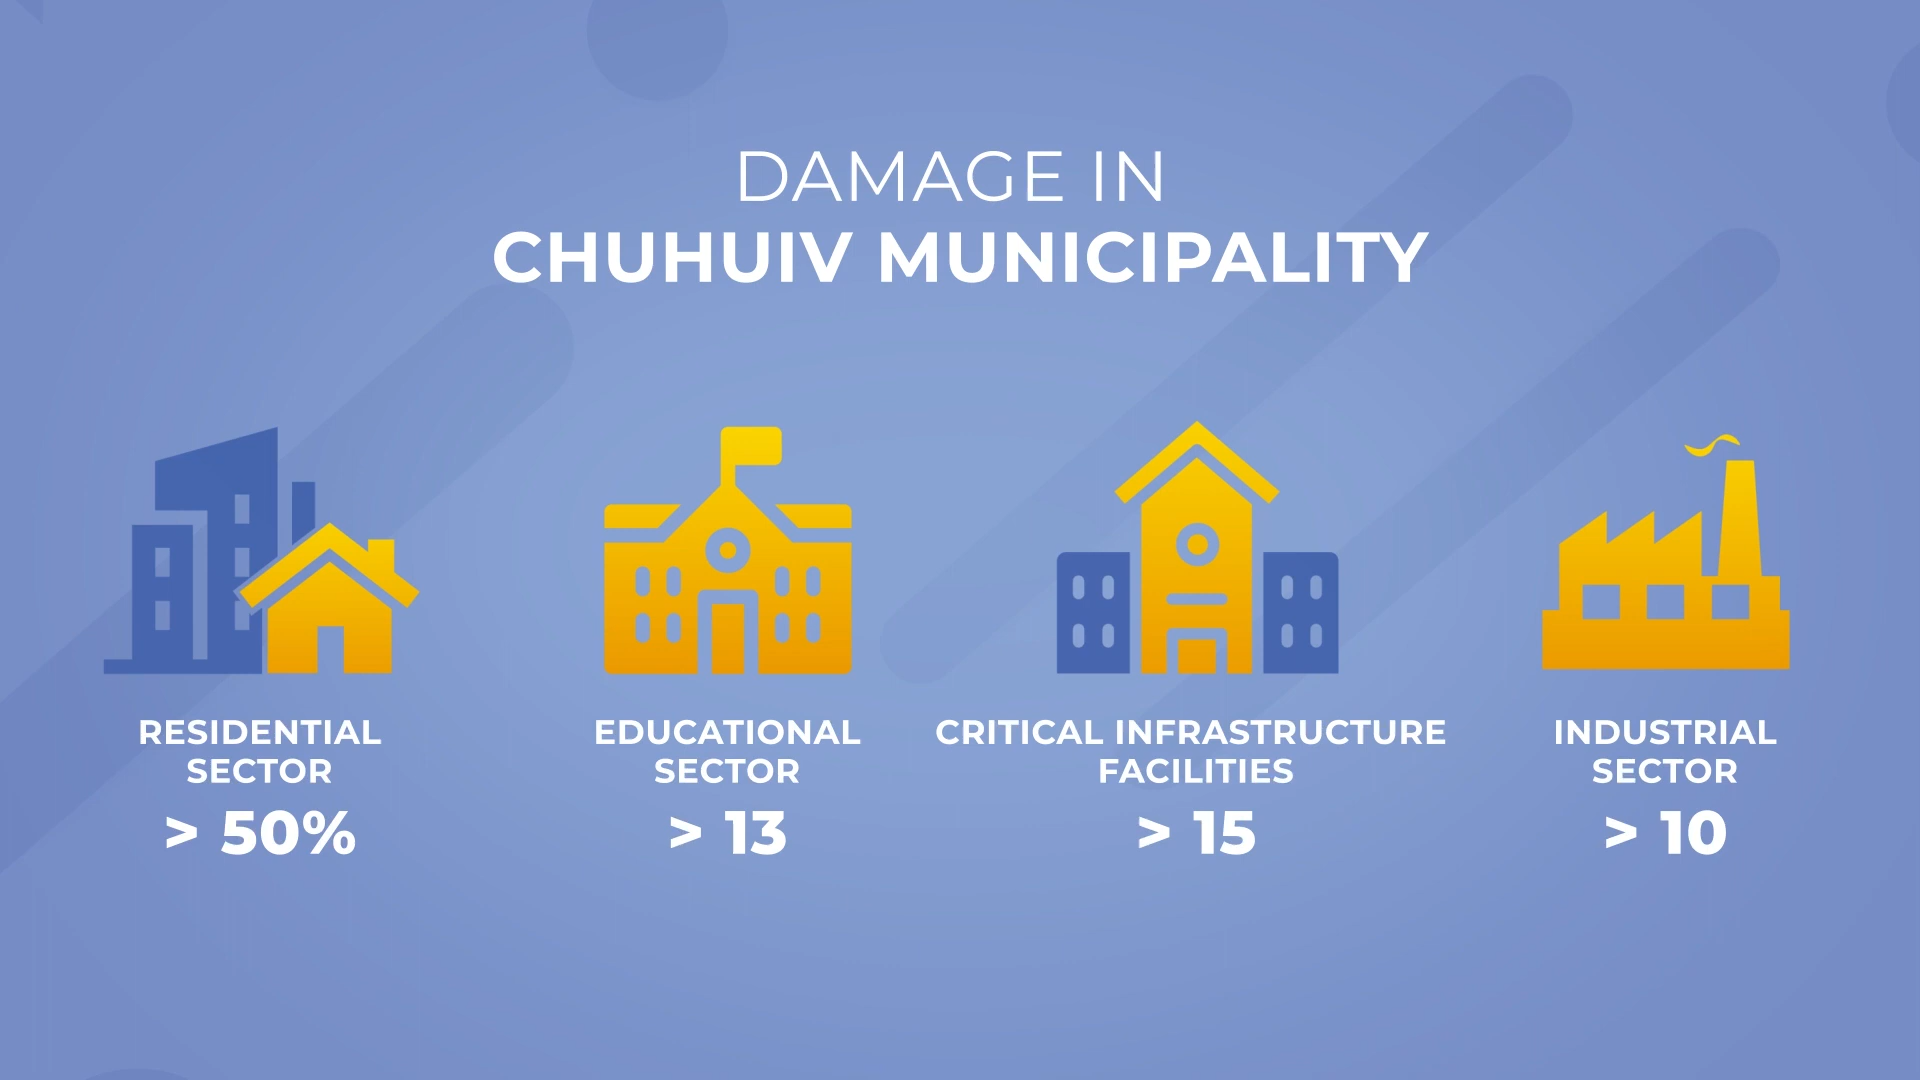 DAMAGE IN
CHUHUIV MUNICIPALITY
RESIDENTIAL
SECTOR
> 50%
EDUCATIONAL
SECTOR
> 13
CRITICAL INFRASTRUCTURE
FACILITIES
> 15
INDUSTRIAL
SECTOR
> 10